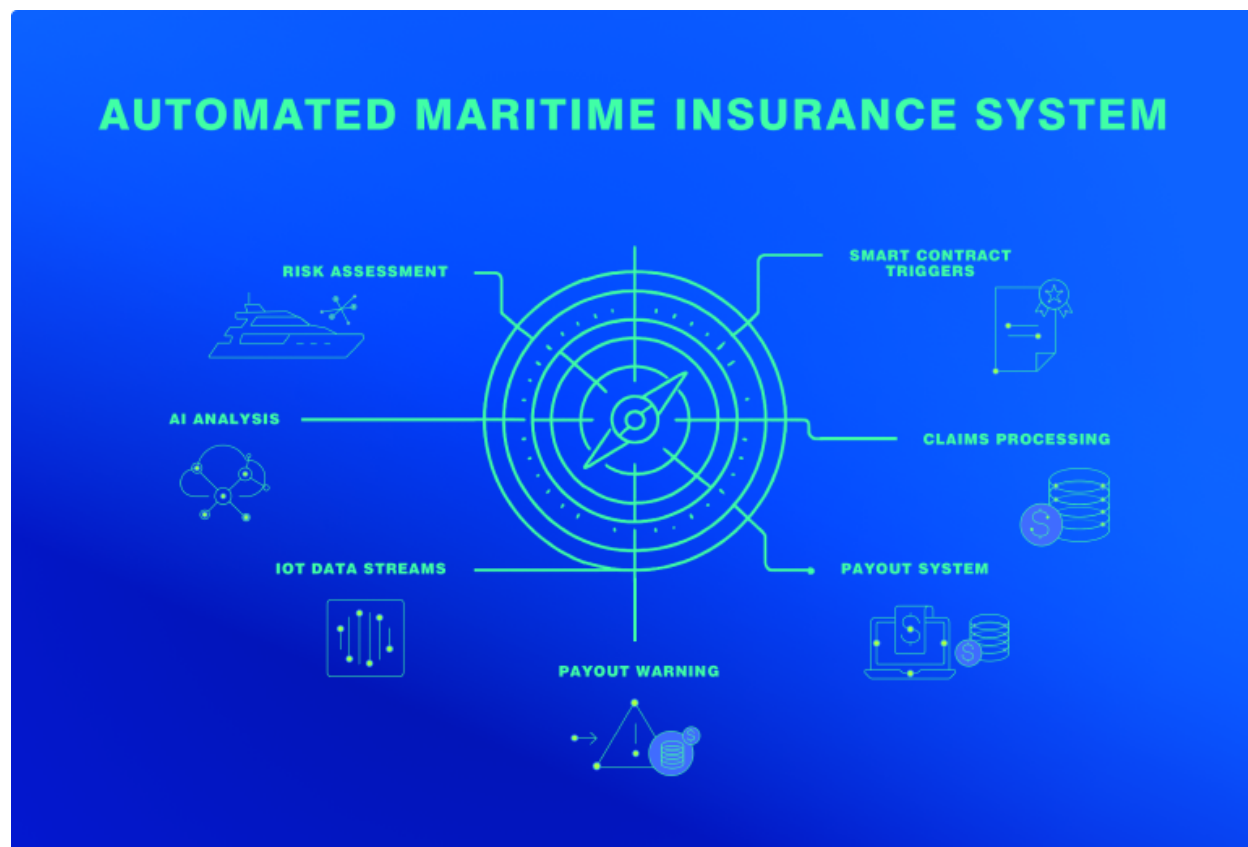 AUTOMATED MARITIME INSURANCE SYSTEM
RISK ASSESSMENT
SMART CONTRACT
TRIGGERS
AI ANALYSIS
CLAIMS PROCESSING
IOT DATA STREAMS
PAYOUT SYSTEM
PAYOUT WARNING